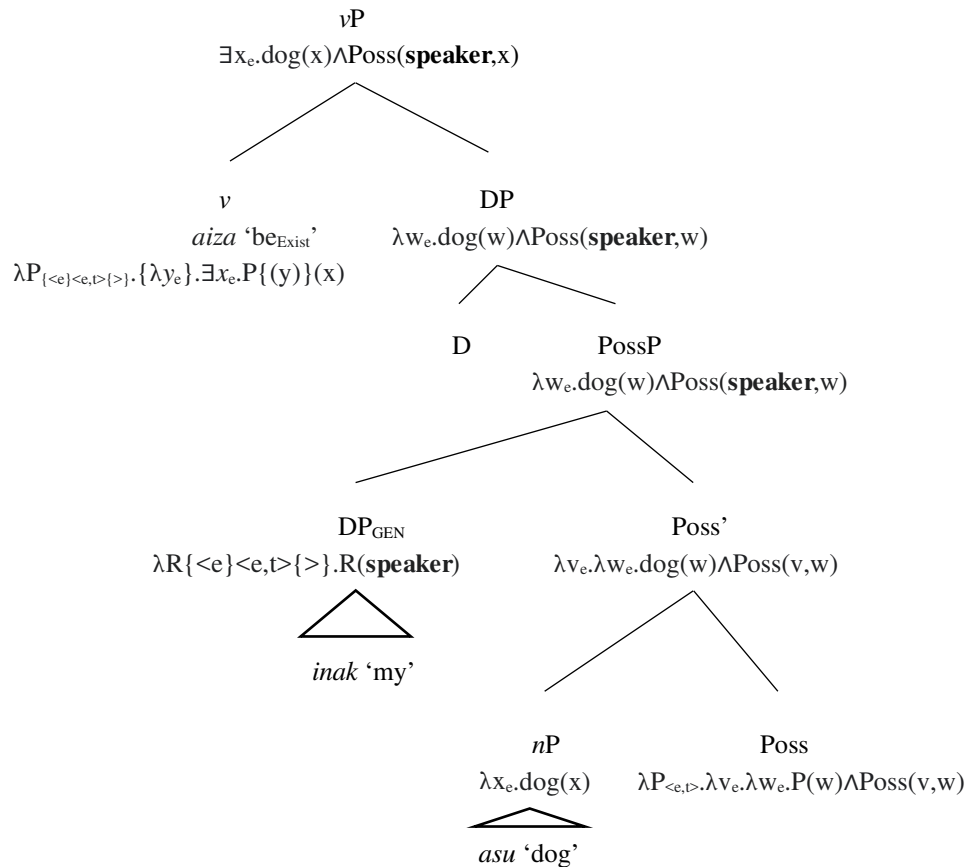 vP
∃xₑ.dog(x)∧Poss(speaker,x)
v DP
aiza ‘beExist’ λwₑ.dog(w)∧Poss(speaker,w)
λP{<e}<e,t>{>}.{λyₑ}.∃xₑ.P{(y)}(x)
D PossP
λwₑ.dog(w)∧Poss(speaker,w)
DPGEN Poss’
λR{<e}<e,t>{>}.R(speaker) λvₑ.λwₑ.dog(w)∧Poss(v,w)
inak ‘my’
nP Poss
λxₑ.dog(x) λP<e,t>.λvₑ.λwₑ.P(w)∧Poss(v,w)
asu ‘dog’